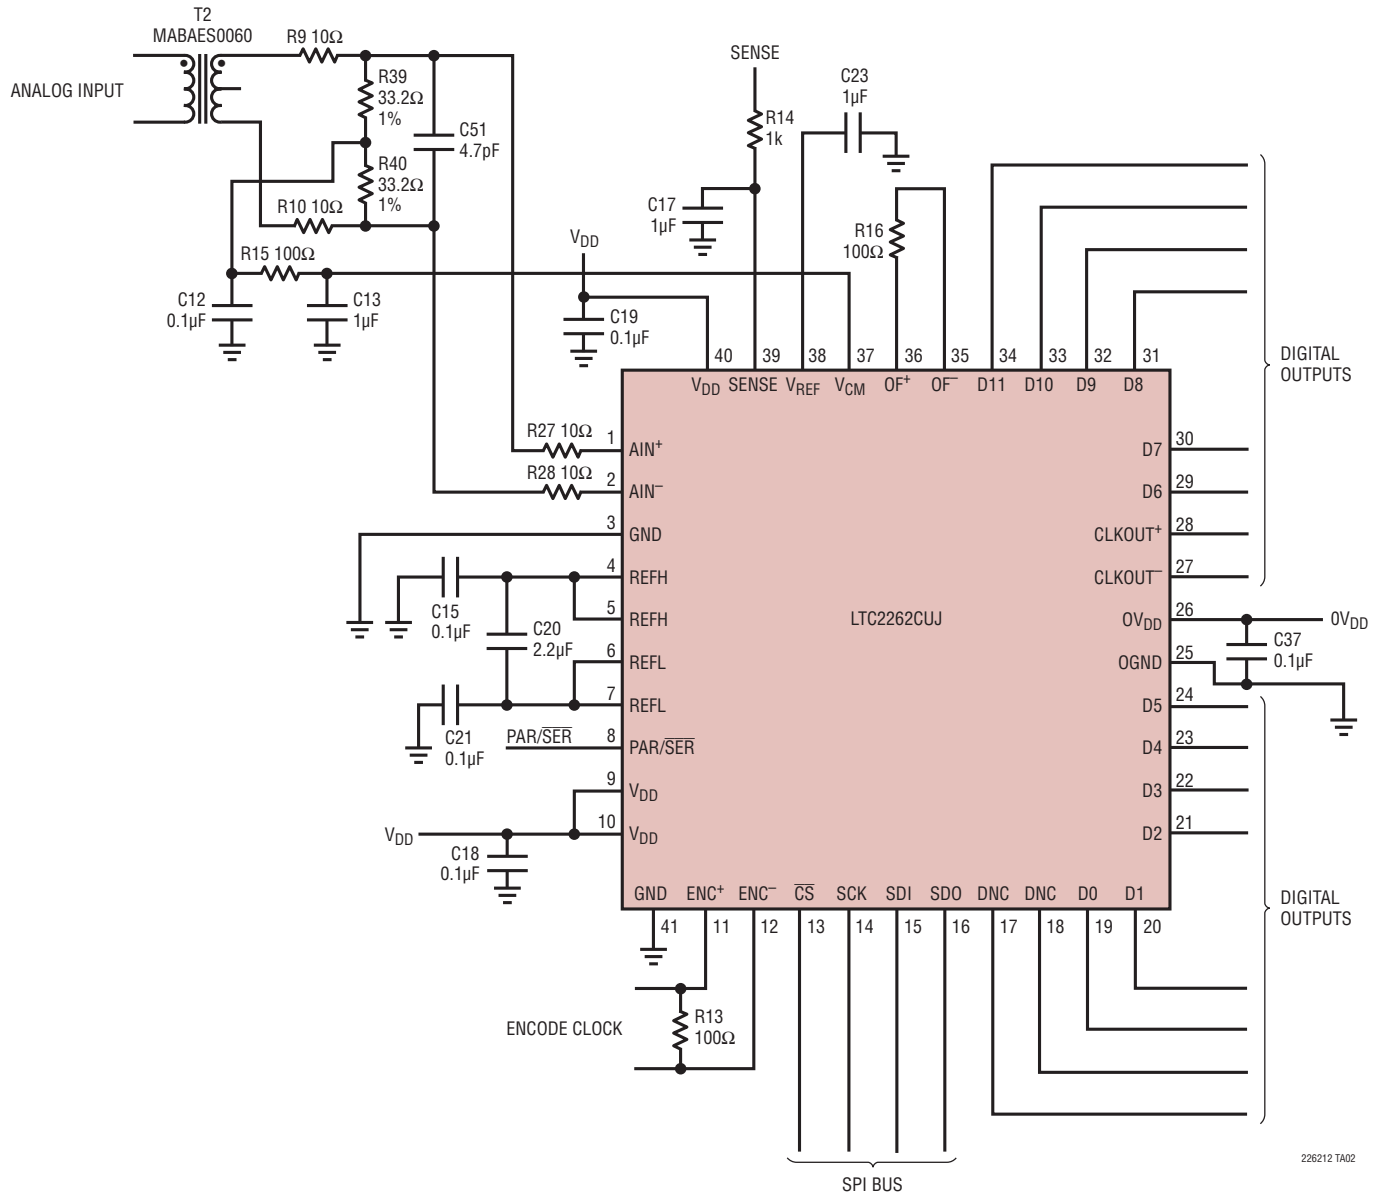 T2
MABAES0060
ANALOG INPUT
R9 10Ω
R39
33.2Ω
1%
R40
33.2Ω
1%
C51
4.7pF
R10 10Ω
R15 100Ω
C12
0.1µF
C13
1µF
SENSE
R14
1k
C23
1µF
C17
1µF
R16
100Ω
VDD
C19
0.1µF
40
39
38
37
36
35
34
33
32
31
VDD
SENSE
VREF
VCM
OF+
OF–
D11
D10
D9
D8
DIGITAL
OUTPUTS
R27 10Ω
1
AIN+
R28 10Ω
2
AIN–
3
GND
4
REFH
5
REFH
6
REFL
7
REFL
C15
0.1µF
C20
2.2µF
C21
0.1µF
PAR/S̅E̅R̅
8
PAR/S̅E̅R̅
9
VDD
10
VDD
VDD
C18
0.1µF
LTC2262CUJ
D7
30
D6
29
CLKOUT+
28
CLKOUT–
27
OVDD
26
0VDD
C37
0.1µF
OGND
25
D5
24
D4
23
D3
22
D2
21
GND
ENC+
ENC–
C̅S̅
SCK
SDI
SDO
DNC
DNC
D0
D1
41
11
12
13
14
15
16
17
18
19
20
DIGITAL
OUTPUTS
ENCODE CLOCK
R13
100Ω
SPI BUS
226212 TA02